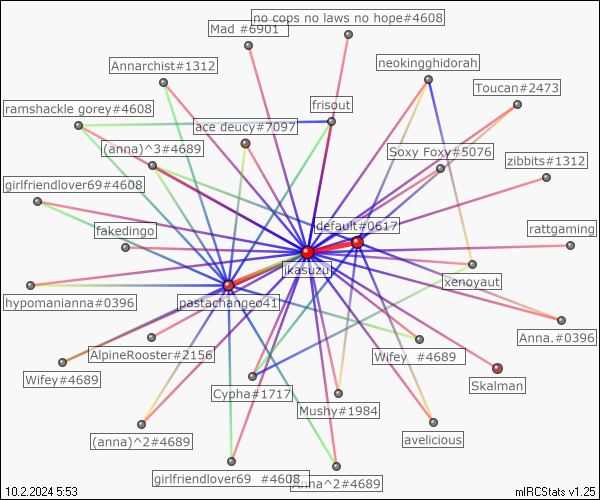 no cops no laws no hope#4608
Mad #6901
neokingghidorah
Annarchist#1312
Toucan#2473
ramshackle gorey#4608
frisout
ace deucy#7097
(anna)^3#4689
Soxy Foxy#5076
zibbits#1312
girlfriendlover69#4608
fakedingo
default#0617
rattgaming
jkasuzu
xenoyaut
hypomanianna#0396
pastachangeo41
Anna.#0396
AlpineRooster#2156
Wifey_#4689
Wifey#4689
Cypha#1717
Skalman
Mushy#1984
(anna)^2#4689
avelicious
girlfriendlover69_#4608
Anna^2#4689
10.2.2024 5:53
mIRCStats v1.25